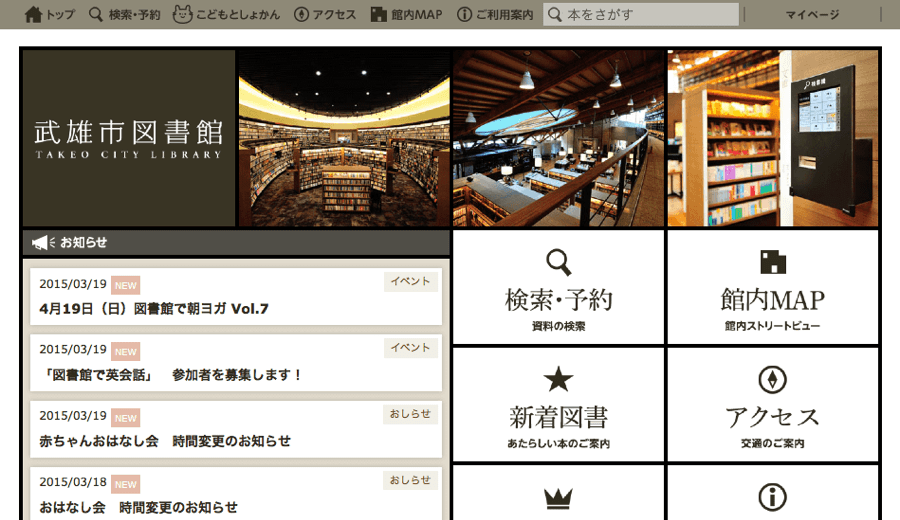 トップ
検索・予約
こどもとしょかん
アクセス
館内MAP
ご利用案内
本をさがす
マイページ
武雄市図書館
TAKEO CITY LIBRARY
お知らせ
2015/03/19 NEW
イベント
4月19日（日）図書館で朝ヨガ Vol.7
2015/03/19 NEW
イベント
「図書館で英会話」　参加者を募集します！
2015/03/19 NEW
おしらせ
赤ちゃんおはなし会　時間変更のお知らせ
2015/03/18 NEW
おしらせ
おはなし会　時間変更のお知らせ
検索・予約
資料の検索
館内MAP
館内ストリートビュー
新着図書
あたらしい本のご案内
アクセス
交通のご案内